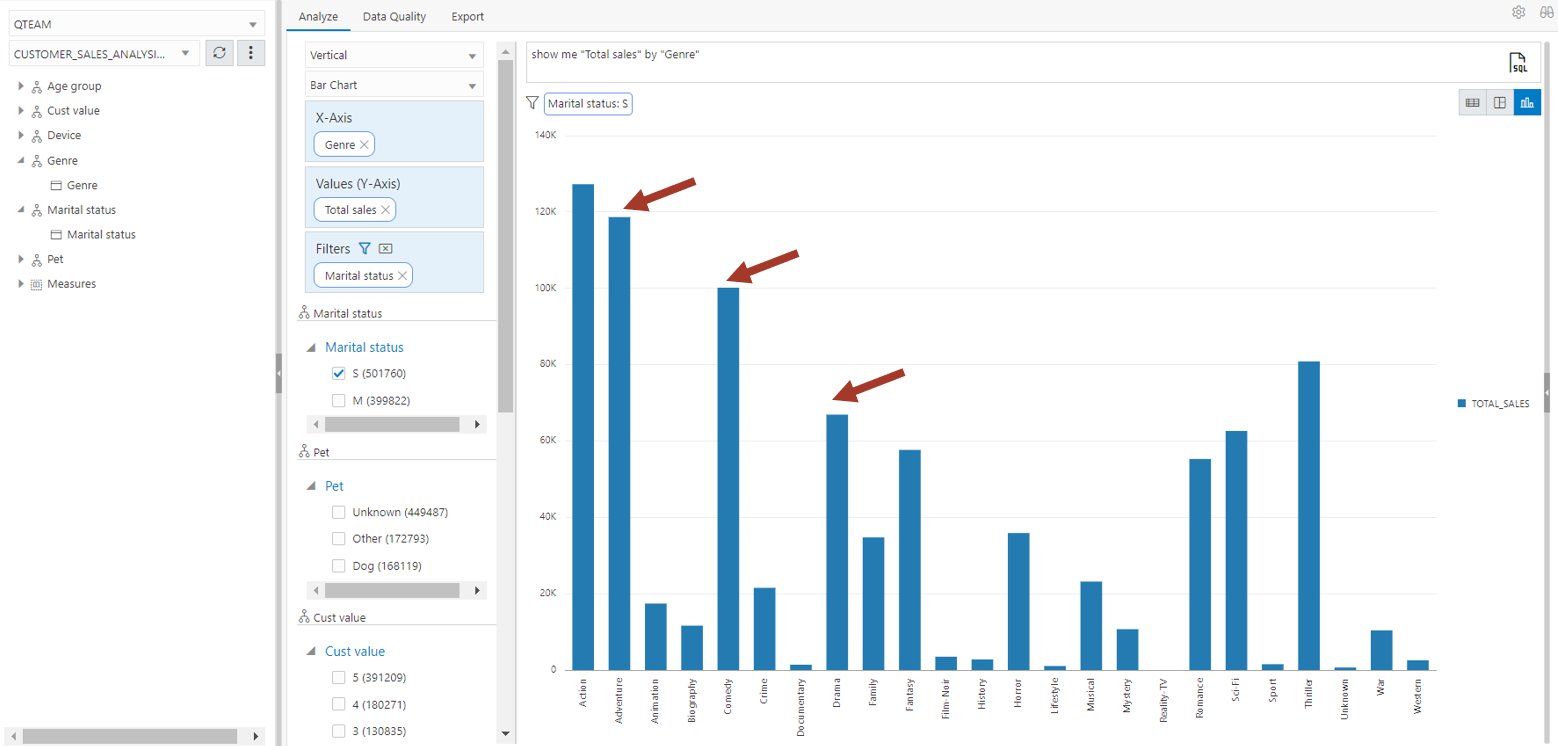 QTEAM
CUSTOMER_SALES_ANALYSI...
Age group
Cust value
Device
Genre
Genre
Marital status
Marital status
Pet
Measures
Analyze Data Quality Export
Vertical
Bar Chart
X-Axis
Genre
Values (Y-Axis)
Total sales
Filters
Marital status
Marital status
Marital status
S (501760)
M (399822)
Pet
Pet
Unknown (449487)
Other (172793)
Dog (168119)
Cust value
Cust value
5 (391209)
4 (180271)
3 (130835)
show me "Total sales" by "Genre"
SQL
Marital status: S
140K
120K
100K
80K
60K
40K
20K
0
Action
Adventure
Animation
Biography
Comedy
Crime
Documentary
Drama
Family
Fantasy
Film-Noir
History
Horror
Lifestyle
Musical
Mystery
Reality-TV
Romance
Sci-Fi
Sport
Thriller
Unknown
War
Western
TOTAL_SALES